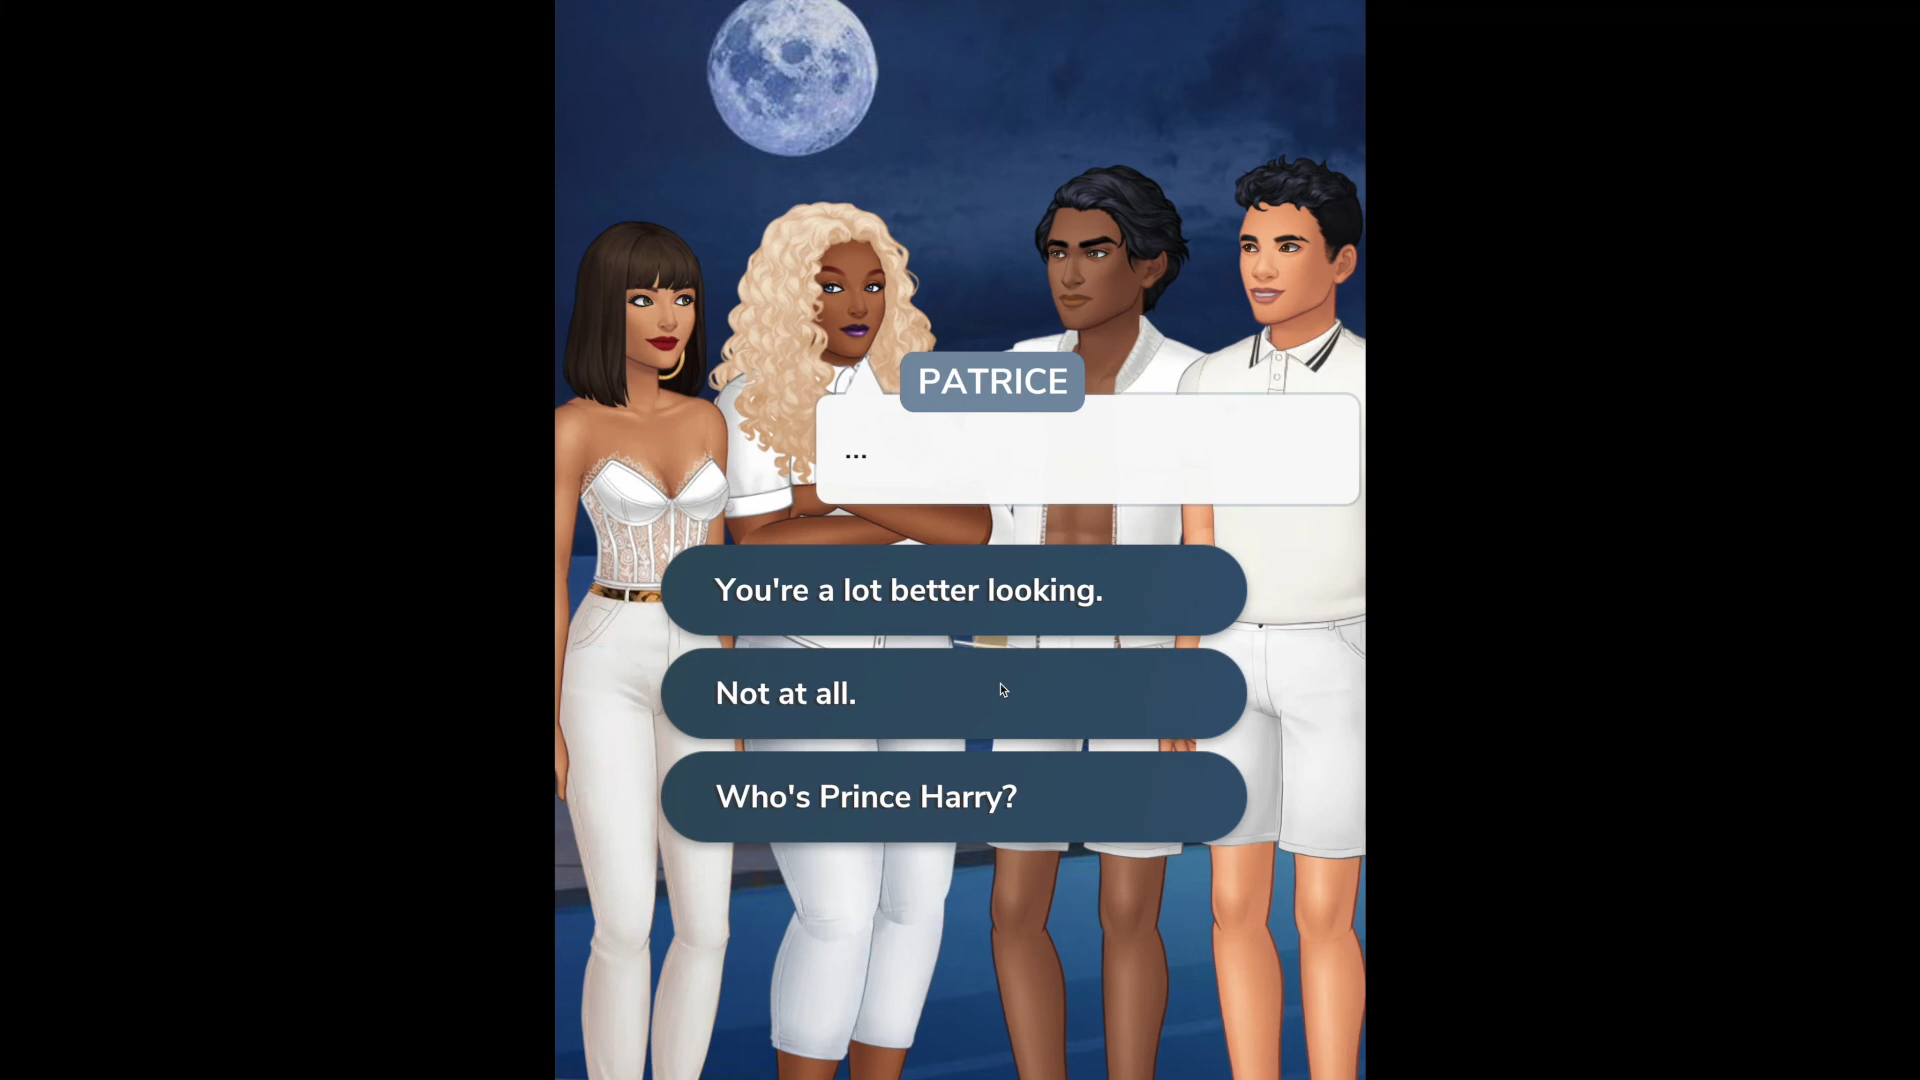 PATRICE
...
You're a lot better looking.
Not at all.
Who's Prince Harry?